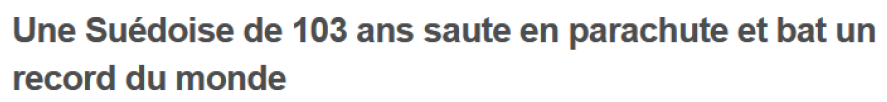 Une Suédoise de 103 ans saute en parachute et bat un
record du monde